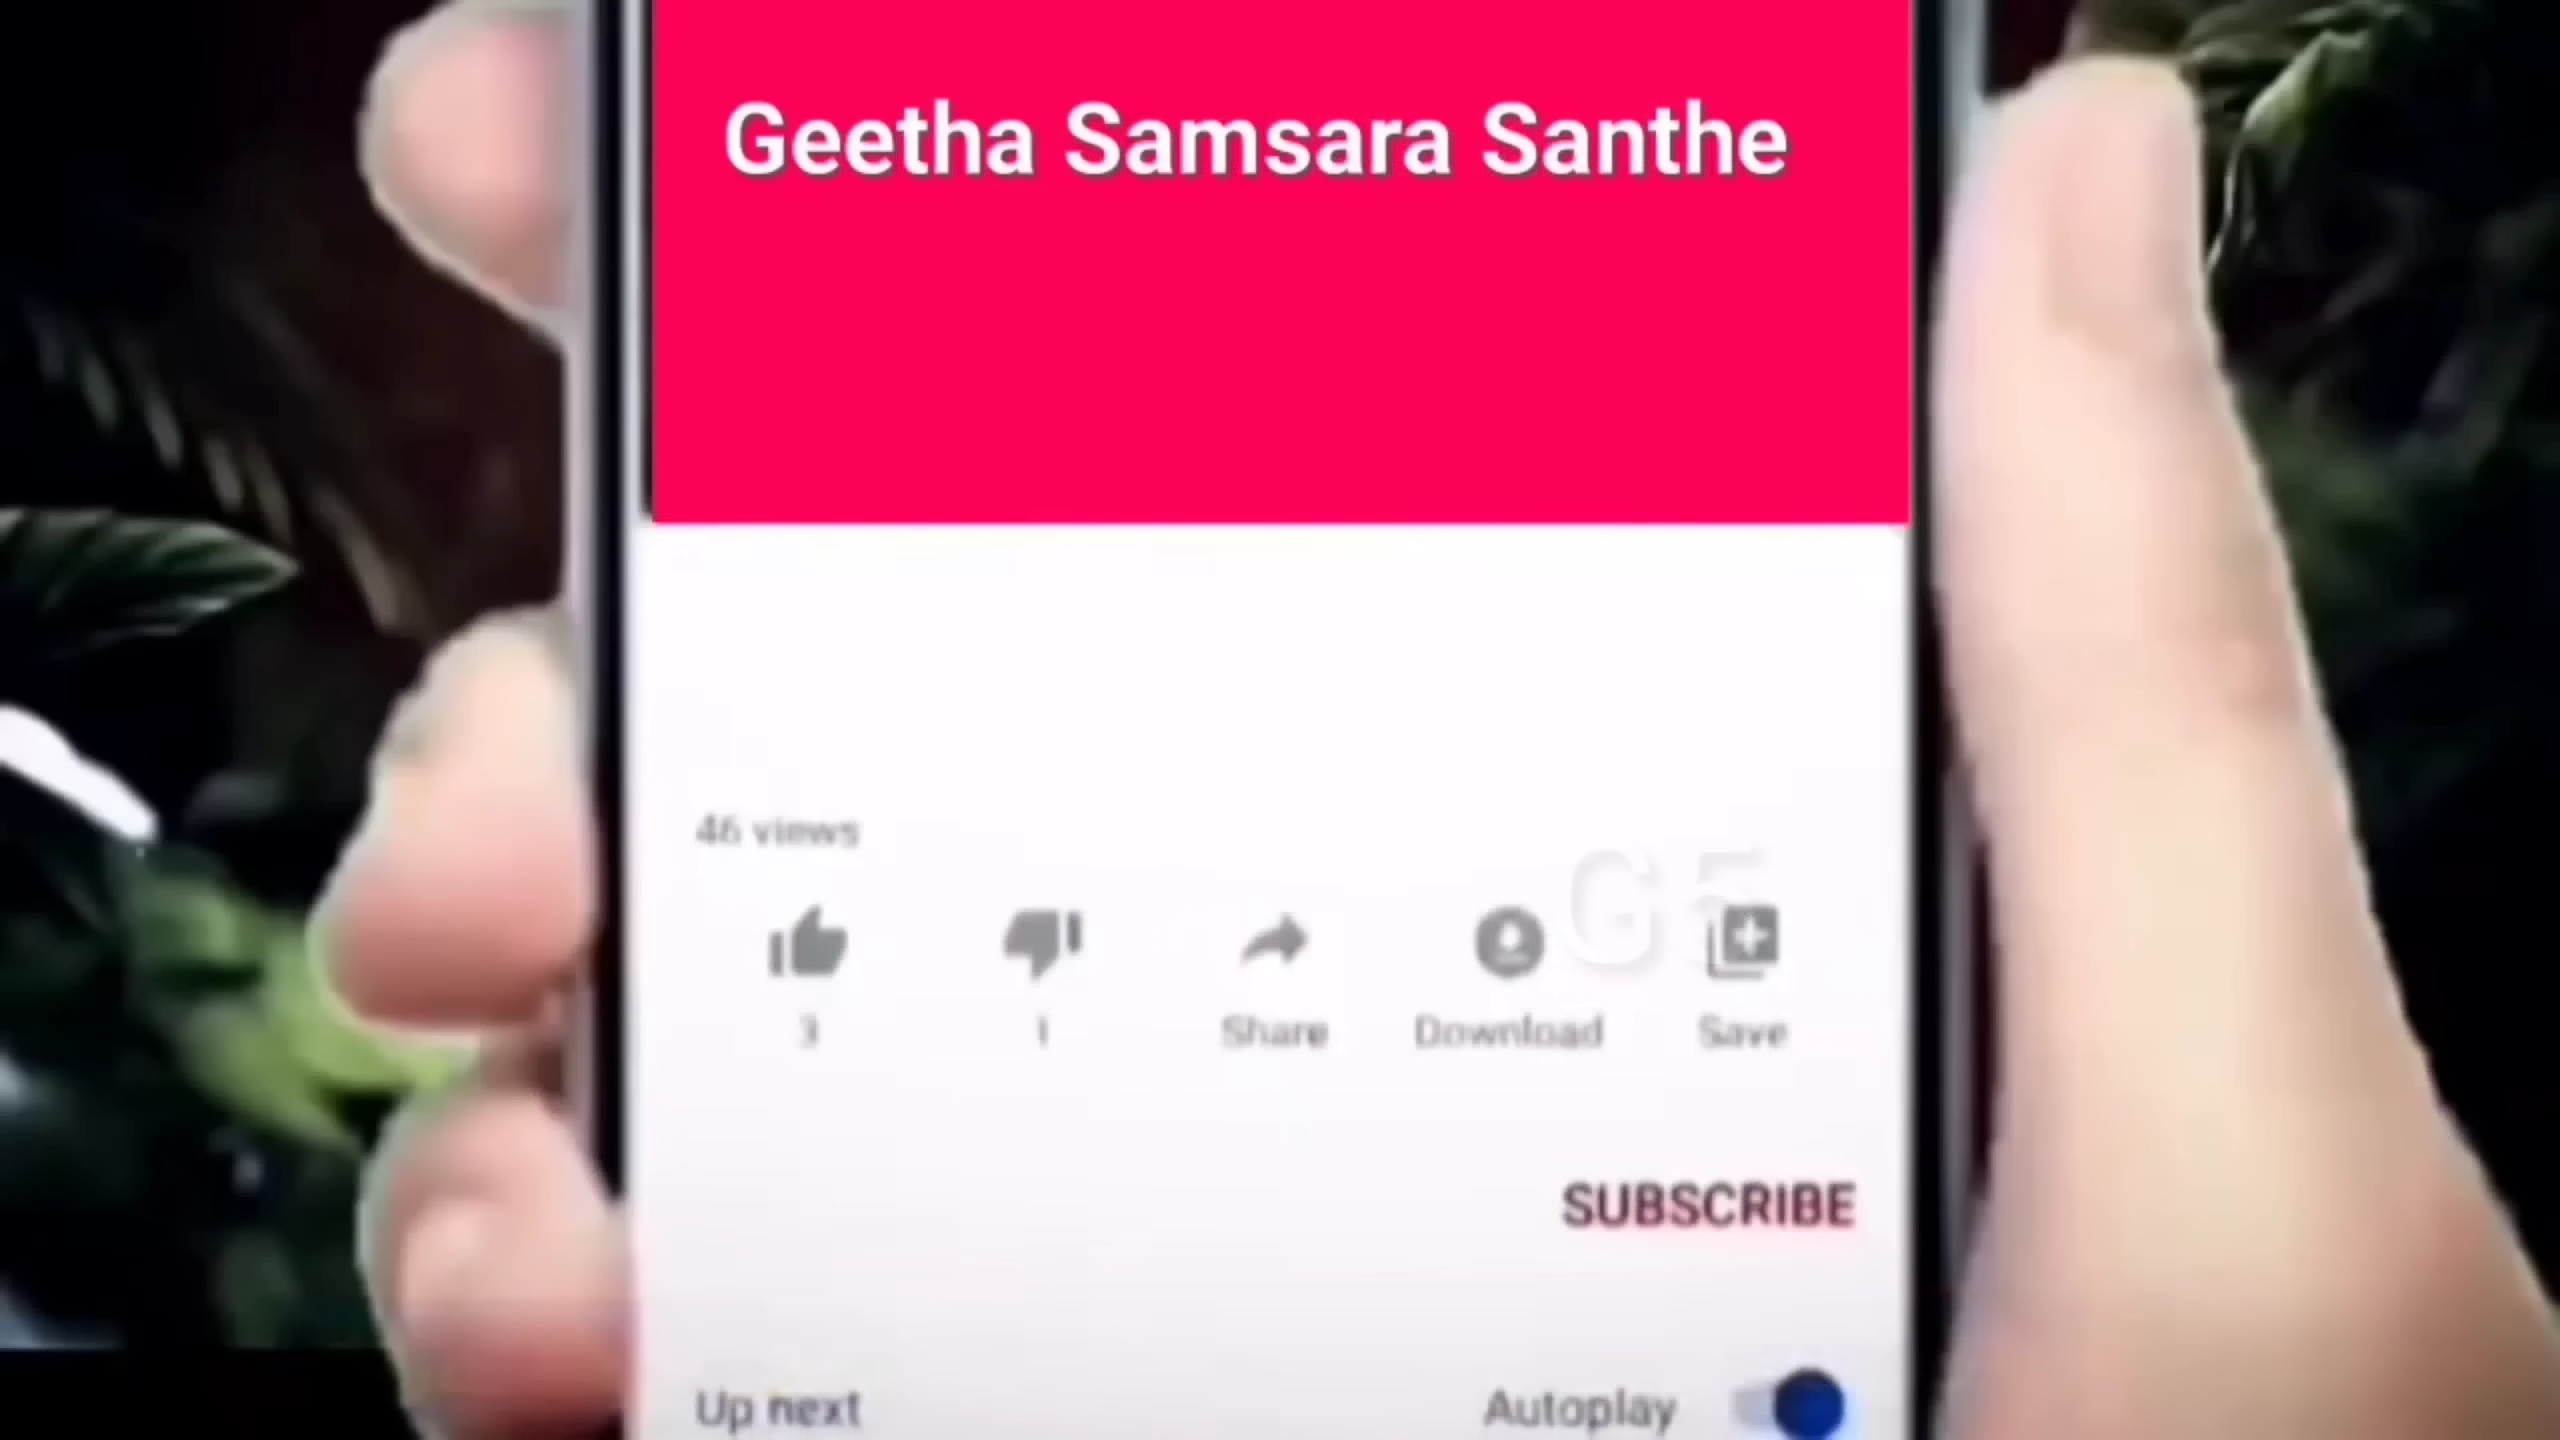 Geetha Samsara Santhe
46 views
3 1 Share Download Save
SUBSCRIBE
Up next Autoplay